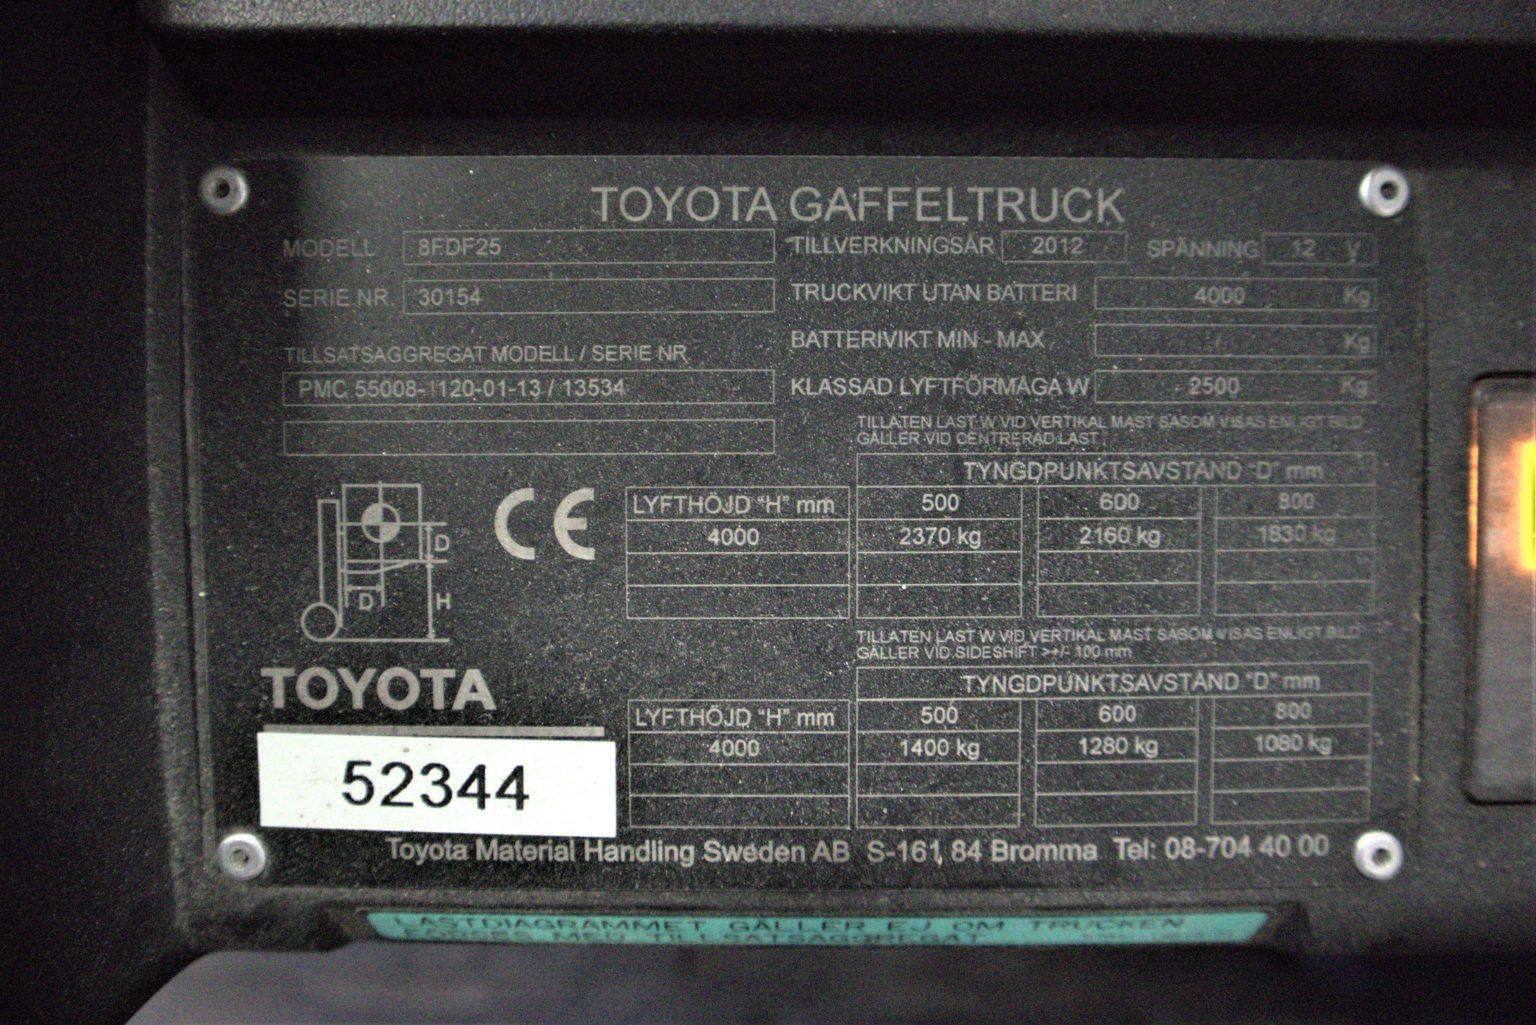 TOYOTA GAFFELTRUCK
MODELL 8FDF25 TILLVERKNINGSÅR 2012 SPÄNNING 12 V
SERIE NR. 30154 TRUCKVIKT UTAN BATTERI 4000 Kg
BATTERIVIKT MIN - MAX / Kg
TILLSATSAGGREGAT MODELL / SERIE NR
PMC 55008-1120-01-13 / 13534 KLASSAD LYFTFÖRMÅGA W 2500 Kg
TILLÅTEN LAST W VID VERTIKAL MAST SÅSOM VISAS ENLIGT BILD
GÄLLER VID CENTRERAD LAST
TYNGDPUNKTSAVSTÅND "D" mm
LYFTHÖJD "H" mm 500 600 800
4000 2370 kg 2160 kg 1830 kg
D
D H
CE
TILLÅTEN LAST W VID VERTIKAL MAST SÅSOM VISAS ENLIGT BILD
GÄLLER VID SIDESHIFT >+/- 100 mm
TYNGDPUNKTSAVSTÅND "D" mm
LYFTHÖJD "H" mm 500 600 800
4000 1400 kg 1280 kg 1080 kg
TOYOTA
52344
Toyota Material Handling Sweden AB S-161 84 Bromma Tel: 08-704 40 00
LASTDIAGRAMMET GÄLLER EJ OM TRUCKEN
MED TILLSATSAGGREGAT